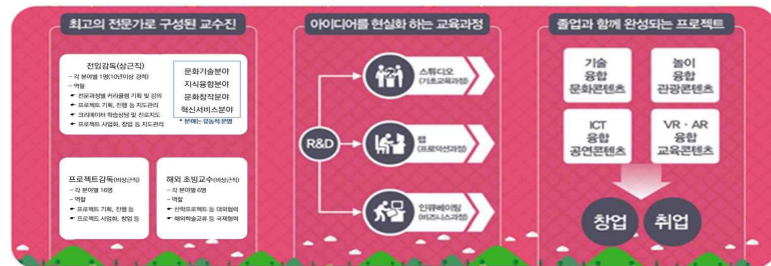 최고의 전문가로 구성된 교수진
전임감독(상근직)
- 각 분야별 1명(10년이상 경력)
- 역할
전문과정별 커리큘럼 기획 및 강의
프로젝트 기획, 진행 등 지도관리
크리에이터 학습상담 및 진로지도
프로젝트 사업화, 창업 등 지도관리
문화기술분야
지식융합분야
문화창작분야
혁신서비스분야
* 분야는 유동적 운영
프로젝트감독(비상근직)
- 각 분야별 16명
- 역할
프로젝트 기획, 진행 등
프로젝트 사업화, 창업 등
해외 초빙교수(비상근직)
- 각 분야별 6명
- 역할
산학프로젝트 등 대외협력
해외학술교류 등 국제협력
아이디어를 현실화 하는 교육과정
R&D
스튜디오
(기초교육과정)
랩
(프로덕션과정)
인큐베이팅
(비즈니스과정)
졸업과 함께 완성되는 프로젝트
기술
융합
문화콘텐츠
놀이
융합
관광콘텐츠
ICT
융합
공연콘텐츠
VR · AR
융합
교육콘텐츠
창업
취업